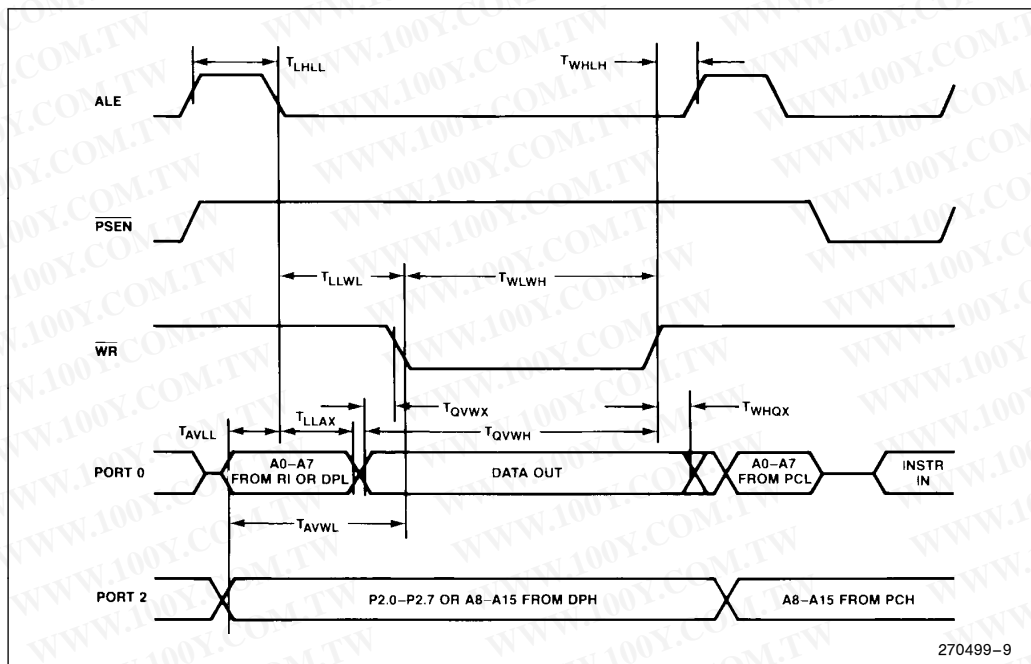 TLHLL
TWHLH
ALE
PSEN
TLLWL
TWLWH
WR
TQVWX
TWHQX
TAVLL
TLLAX
TQVWH
PORT 0
A0–A7
FROM RI OR DPL
DATA OUT
A0–A7
FROM PCL
INSTR
IN
TAVWL
PORT 2
P2.0–P2.7 OR A8–A15 FROM DPH
A8–A15 FROM PCH
270499–9
WWW.100Y.COM.TW